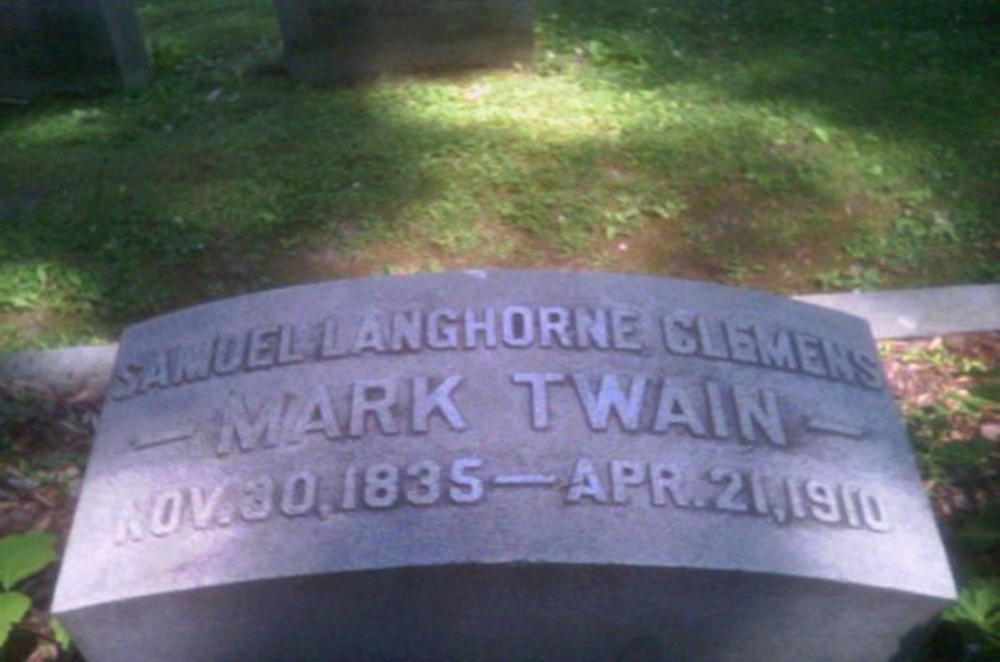 SAMUEL LANGHORNE CLEMENS
— MARK TWAIN —
NOV. 30, 1835 — APR. 21, 1910